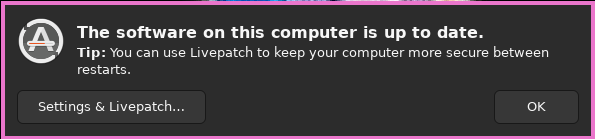 The software on this computer is up to date.
Tip: You can use Livepatch to keep your computer more secure between
restarts.
Settings & Livepatch...
OK